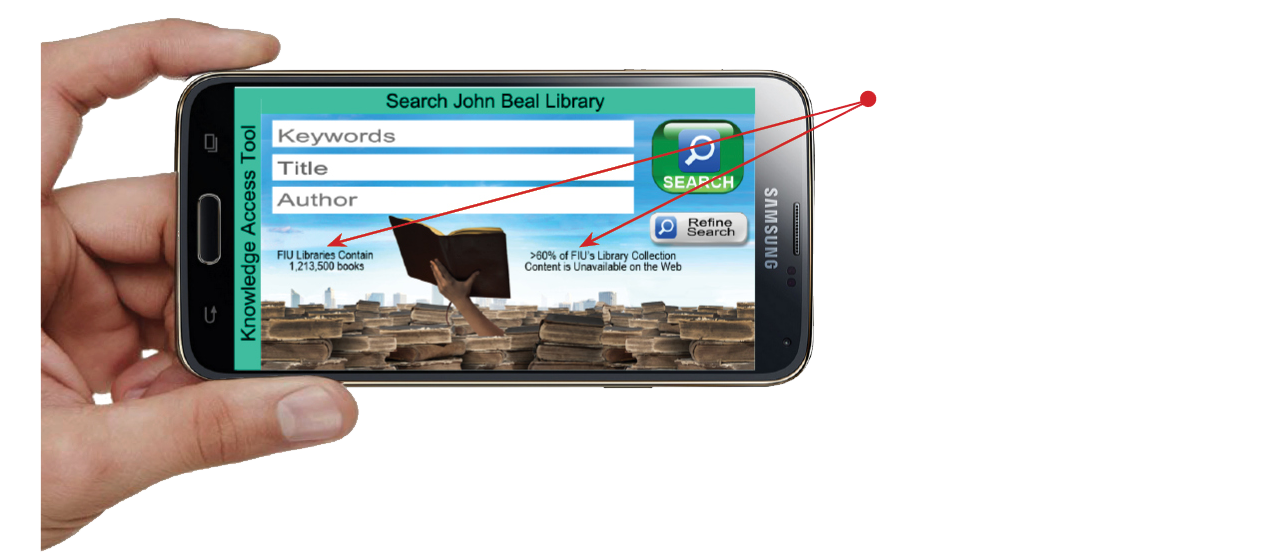 Search John Beal Library
Knowledge Access Tool
Keywords
Title
Author
SEARCH
Refine
Search
FIU Libraries Contain
1,213,500 books
>60% of FIU's Library Collection
Content is Unavailable on the Web
SAMSUNG